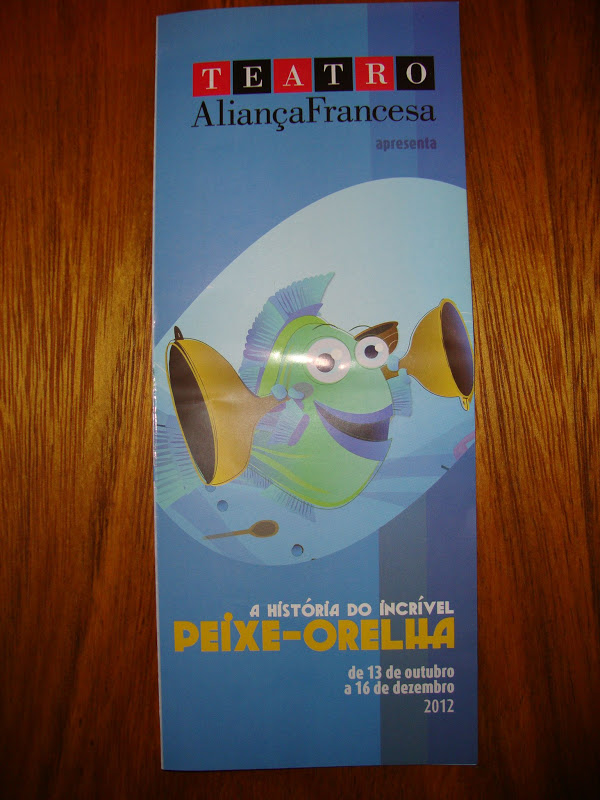 TEATRO
AliançaFrancesa
apresenta
A HISTÓRIA DO INCRÍVEL
PEIXE-ORELHA
de 13 de outubro
a 16 de dezembro
2012